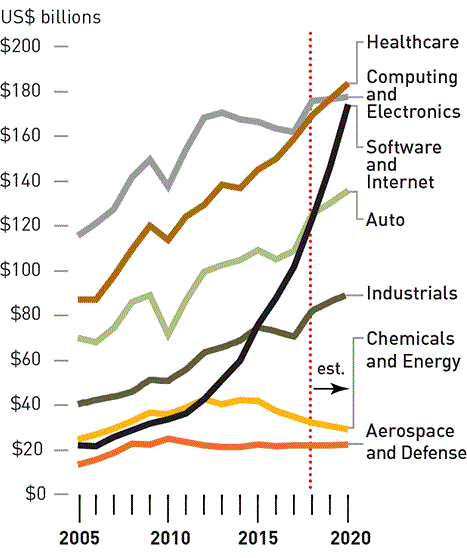 US$ billions
$200
$180
$160
$140
$120
$100
$80
$60
$40
$20
$0
Healthcare
Computing
and
Electronics
Software
and
Internet
Auto
Industrials
Chemicals
and Energy
est.
Aerospace
and Defense
2005 2010 2015 2020